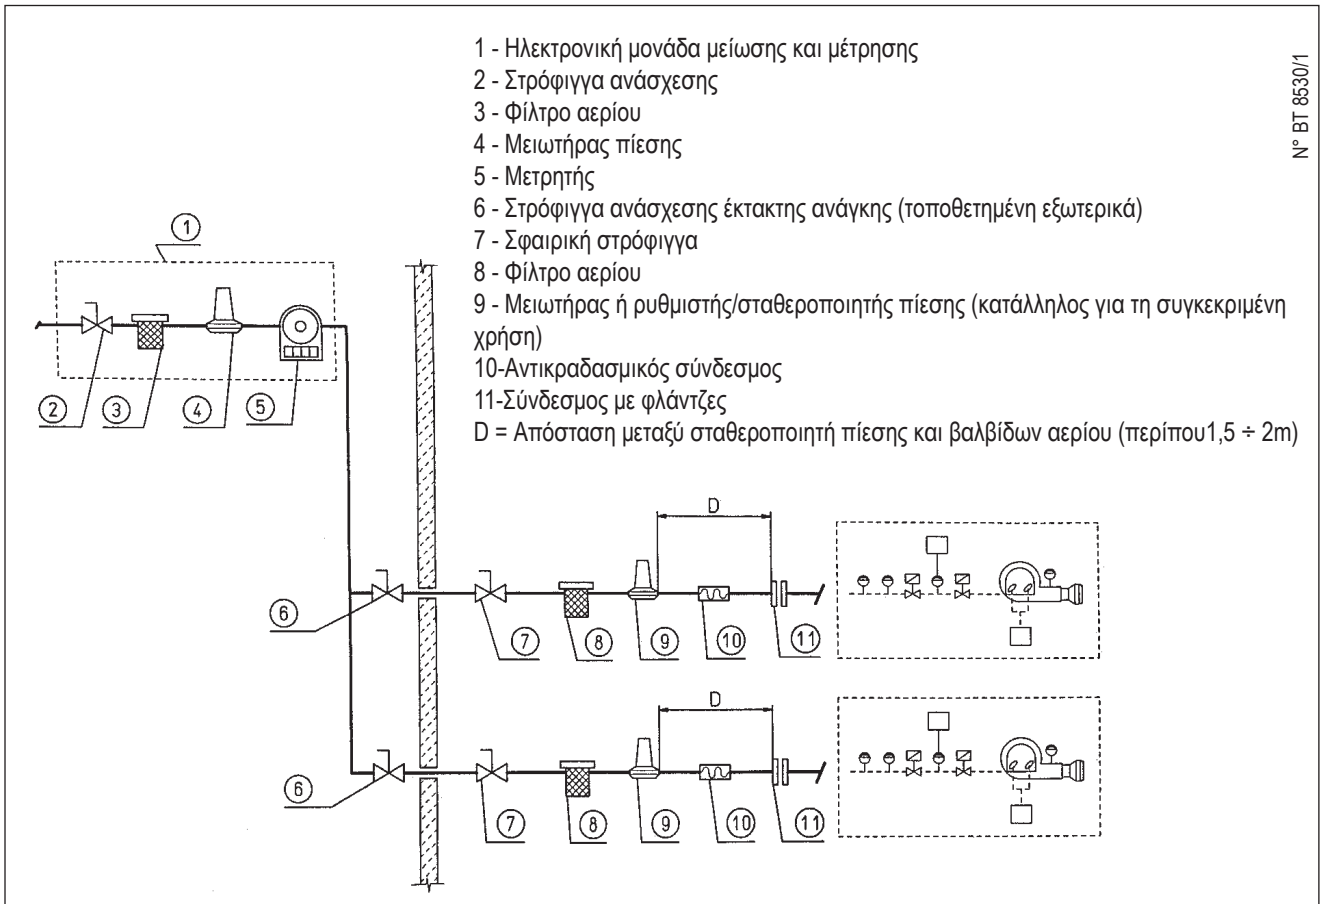 1 - Ηλεκτρονική μονάδα μείωσης και μέτρησης
2 - Στρόφιγγα ανάσχεσης
3 - Φίλτρο αερίου
4 - Μειωτήρας πίεσης
5 - Μετρητής
6 - Στρόφιγγα ανάσχεσης έκτακτης ανάγκης (τοποθετημένη εξωτερικά)
7 - Σφαιρική στρόφιγγα
8 - Φίλτρο αερίου
9 - Μειωτήρας ή ρυθμιστής/σταθεροποιητής πίεσης (κατάλληλος για τη συγκεκριμένη
χρήση)
10-Αντικραδασμικός σύνδεσμος
11-Σύνδεσμος με φλάντζες
D = Απόσταση μεταξύ σταθεροποιητή πίεσης και βαλβίδων αερίου (περίπου1,5 ÷ 2m)
N° BT 8530/1
1
2 3 4 5
D
6 7 8 9 10 11
D
6 7 8 9 10 11